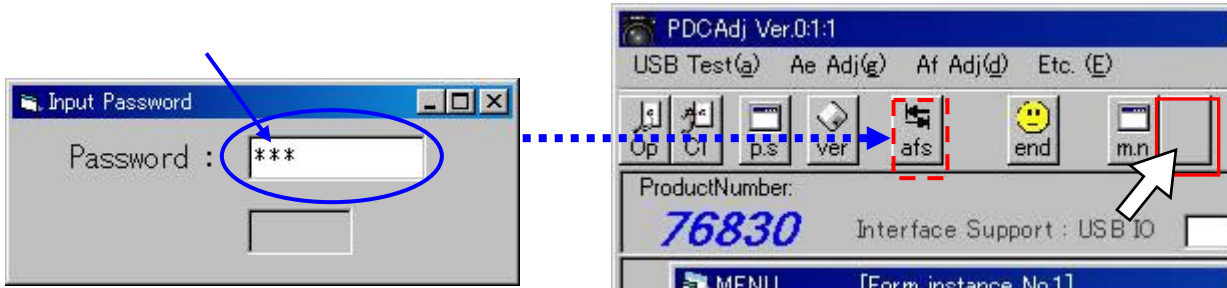 Input Password
Password : ***
PDCAdj Ver.0:1:1
USB Test(a) Ae Adj(g) Af Adj(d) Etc. (E)
Op Cl p.s ver afs end m.n
ProductNumber:
76830 Interface Support : USB IO
MENU [Form instance No.1]